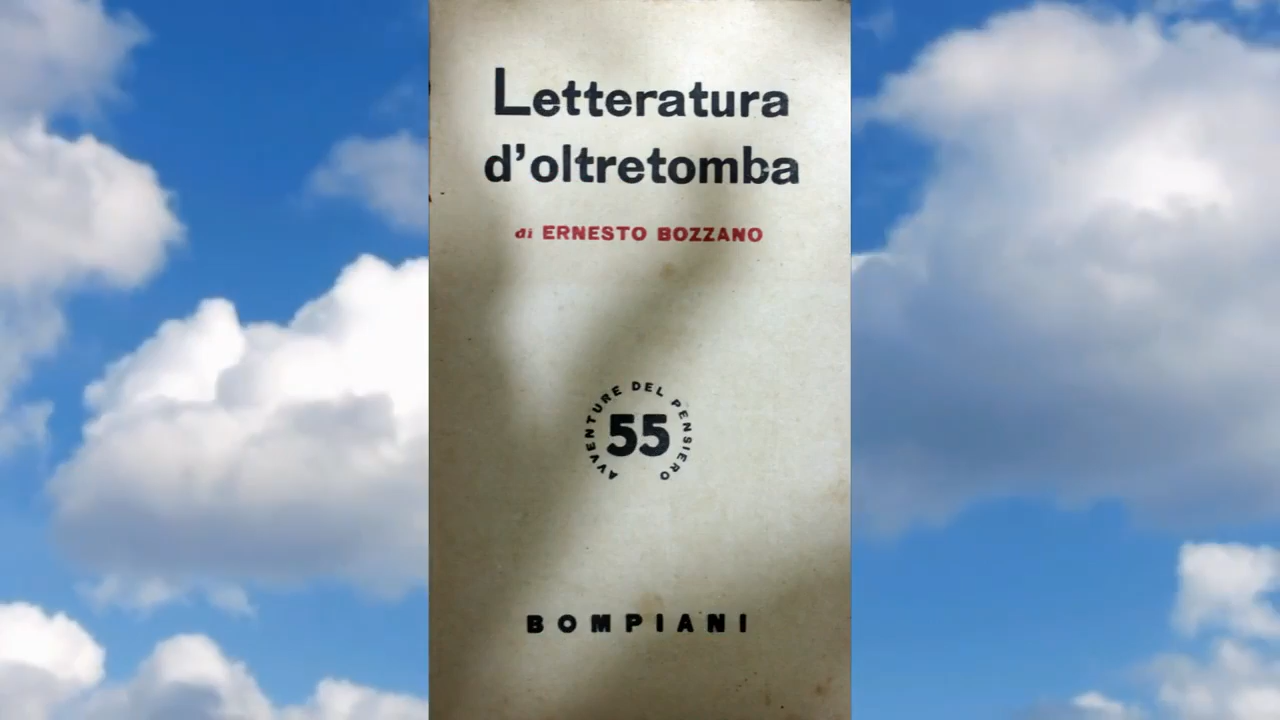 Letteratura
d'oltretomba
di ERNESTO BOZZANO
AVVENTURE DEL PENSIERO
55
BOMPIANI